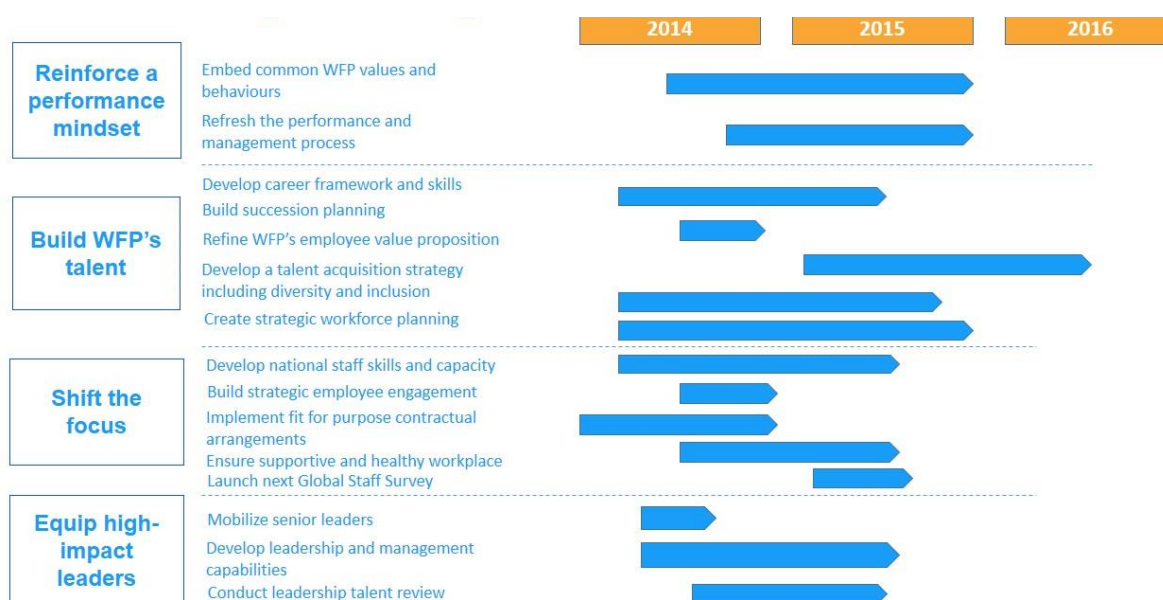 2014 2015 2016
Reinforce a
performance
mindset
Embed common WFP values and
behaviours
Refresh the performance and
management process
Build WFP’s
talent
Develop career framework and skills
Build succession planning
Refine WFP’s employee value proposition
Develop a talent acquisition strategy
including diversity and inclusion
Create strategic workforce planning
Shift the
focus
Develop national staff skills and capacity
Build strategic employee engagement
Implement fit for purpose contractual
arrangements
Ensure supportive and healthy workplace
Launch next Global Staff Survey
Equip high-
impact
leaders
Mobilize senior leaders
Develop leadership and management
capabilities
Conduct leadership talent review